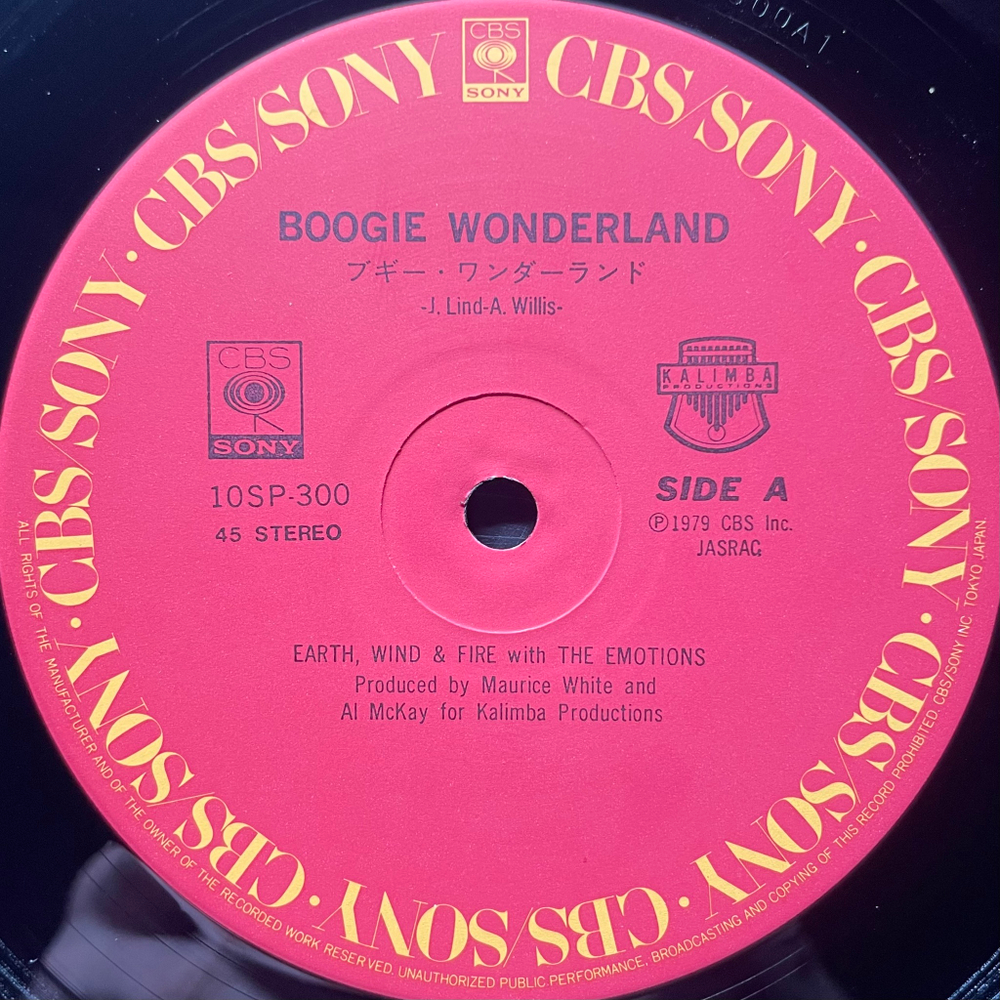 00A1
CBS
SONY
CBS/SONY · CBS/SONY · CBS/SONY · CBS/SONY · CBS/SONY · CBS/SONY · CBS/SONY · CBS/SONY
BOOGIE WONDERLAND
ブギー・ワンダーランド
-J. Lind-A. Willis-
CBS
SONY
KALIMBA
PRODUCTIONS
10SP-300
45 STEREO
SIDE A
Ⓟ1979 CBS Inc.
JASRAC
EARTH, WIND & FIRE with THE EMOTIONS
Produced by Maurice White and
Al McKay for Kalimba Productions
ALL RIGHTS OF THE MANUFACTURER AND OF THE OWNER OF THE RECORDED WORK RESERVED. UNAUTHORIZED PUBLIC PERFORMANCE, BROADCASTING AND COPYING OF THIS RECORD PROHIBITED. CBS/SONY INC. TOKYO JAPAN.